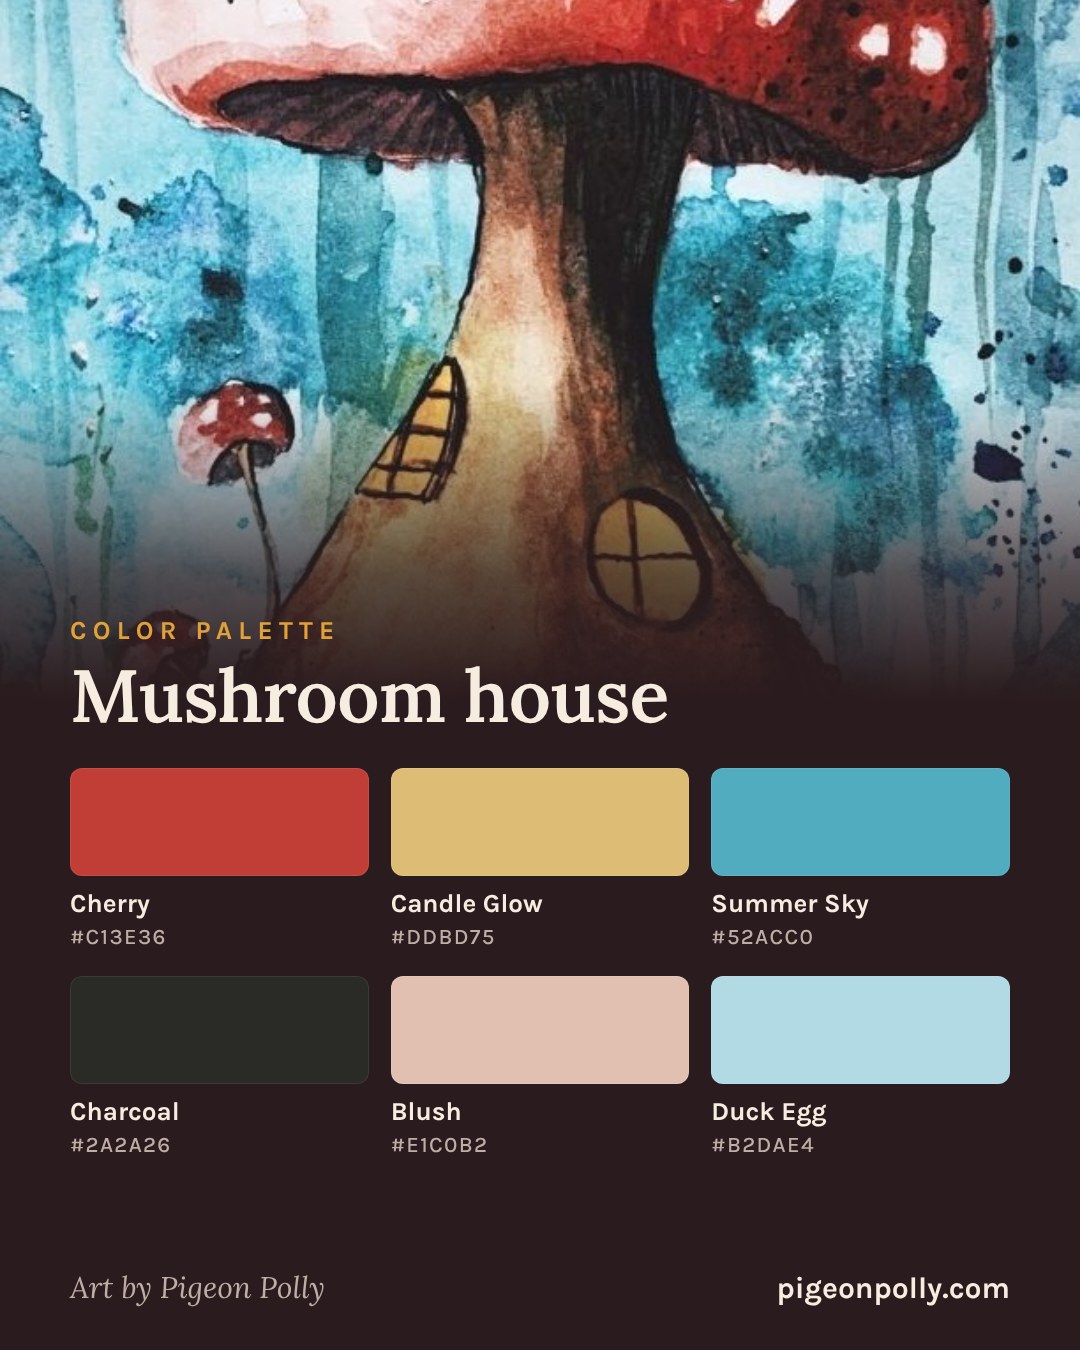 COLOR PALETTE
Mushroom house
Cherry
#C13E36
Candle Glow
#DDBD75
Summer Sky
#52ACC0
Charcoal
#2A2A26
Blush
#E1C0B2
Duck Egg
#B2DAE4
Art by Pigeon Polly
pigeonpolly.com